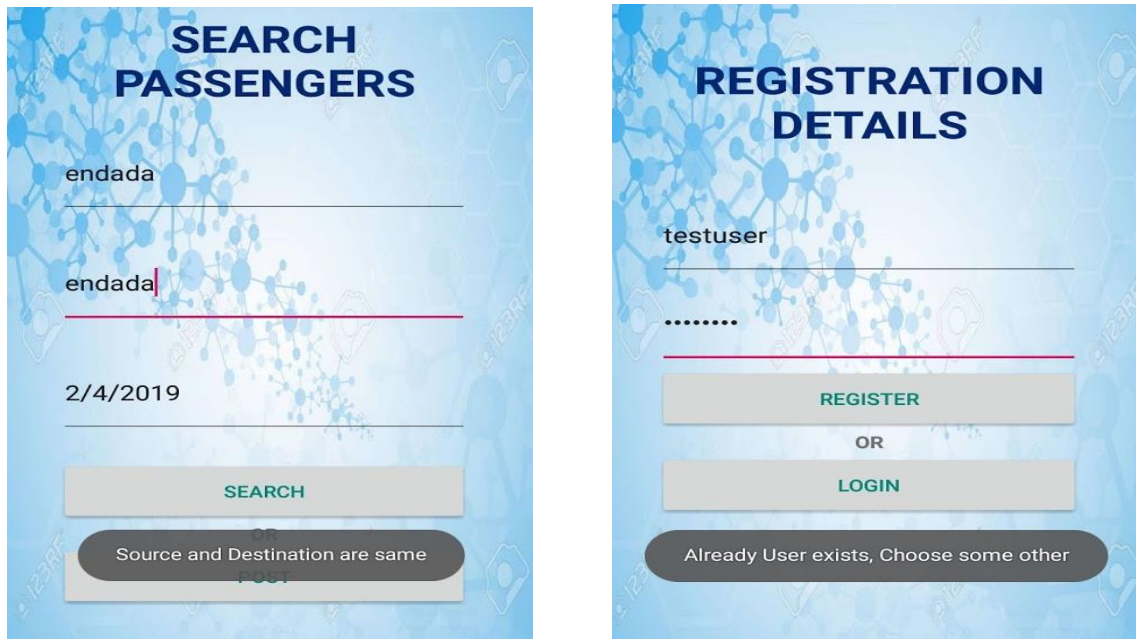 SEARCH
PASSENGERS
endada
endada
2/4/2019
SEARCH
OR
Source and Destination are same
POST
REGISTRATION
DETAILS
testuser
••••••••
REGISTER
OR
LOGIN
Already User exists, Choose some other